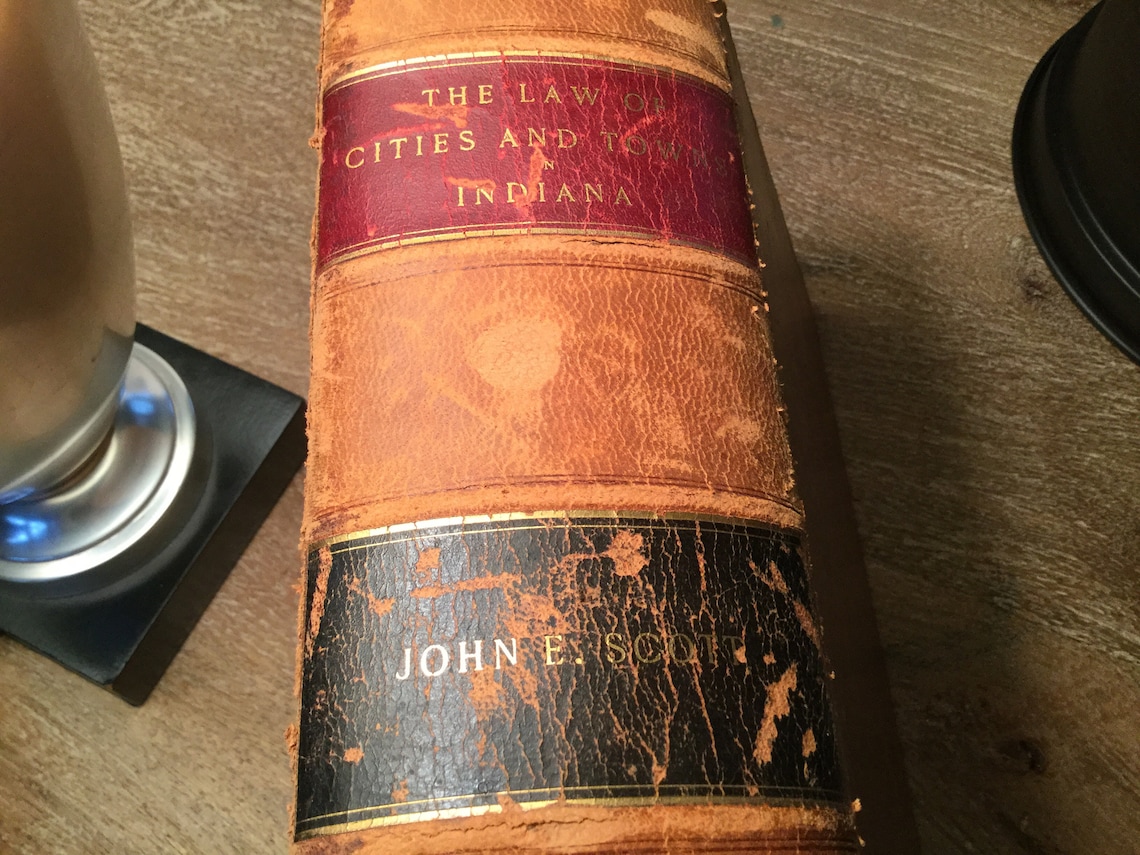 THE LAW OF
CITIES AND TOWNS
IN
INDIANA
JOHN E. SCOTT